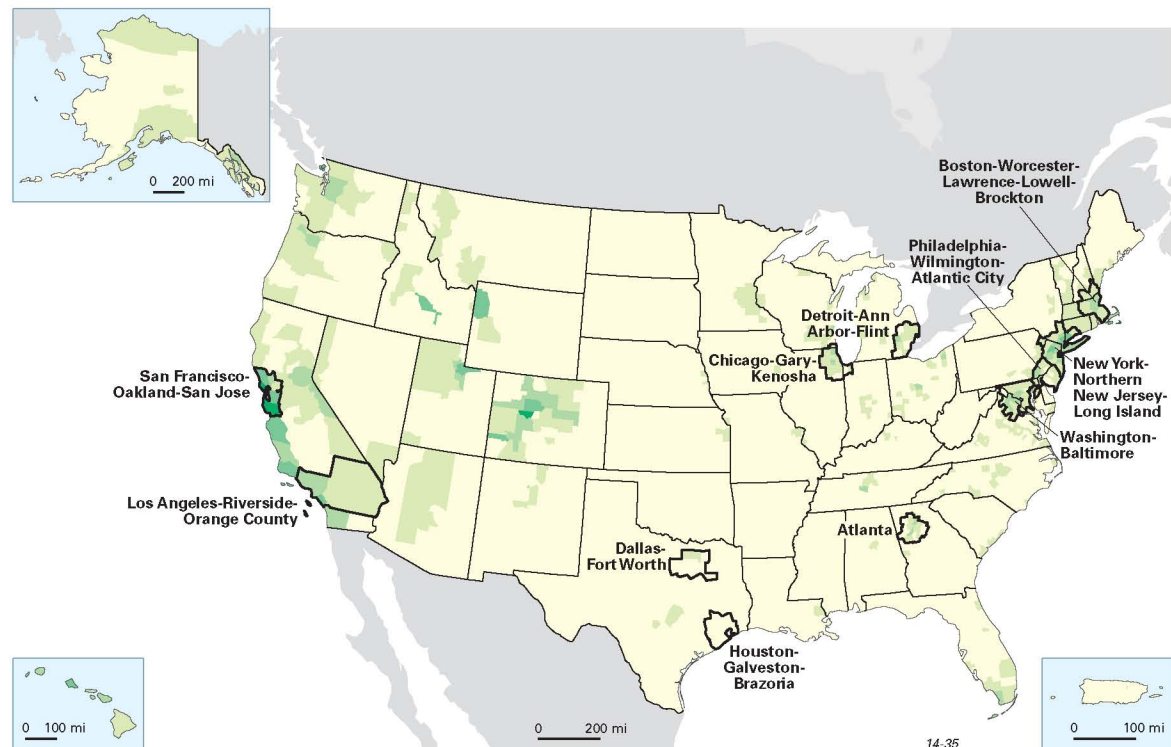 0 200 mi
Boston-Worcester-
Lawrence-Lowell-
Brockton
Philadelphia-
Wilmington-
Atlantic City
Detroit-Ann
Arbor-Flint
Chicago-Gary-
Kenosha
New York-
Northern
New Jersey-
Long Island
Washington-
Baltimore
San Francisco-
Oakland-San Jose
Los Angeles-Riverside-
Orange County
Atlanta
Dallas-
Fort Worth
Houston-
Galveston-
Brazoria
0 100 mi
0 200 mi
0 100 mi
14-35